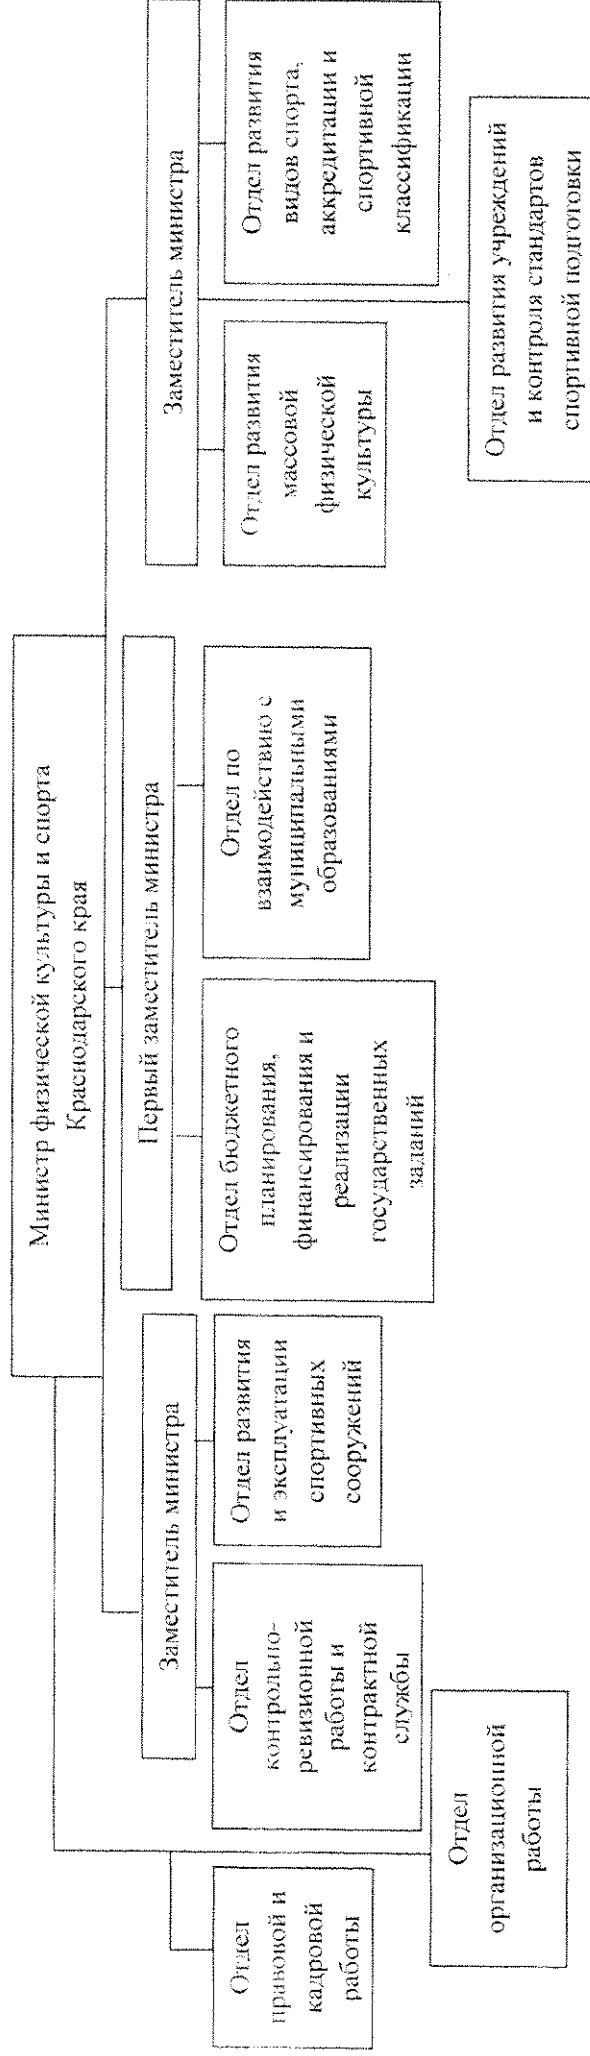 Министр физической культуры и спорта
Краснодарского края
Заместитель министра
Первый заместитель министра
Заместитель министра
Отдел
правовой и
кадровой
работы
Отдел
организационной
работы
Отдел
контрольно-
ревизионной
работы и
контрактной
службы
Отдел развития
и эксплуатации
спортивных
сооружений
Отдел бюджетного
планирования,
финансирования и
реализации
государственных
заданий
Отдел по
взаимодействию с
муниципальными
образованиями
Отдел развития
массовой
физической
культуры
Отдел развития
видов спорта,
аккредитации и
спортивной
классификации
Отдел развития учреждений
и контроля стандартов
спортивной подготовки